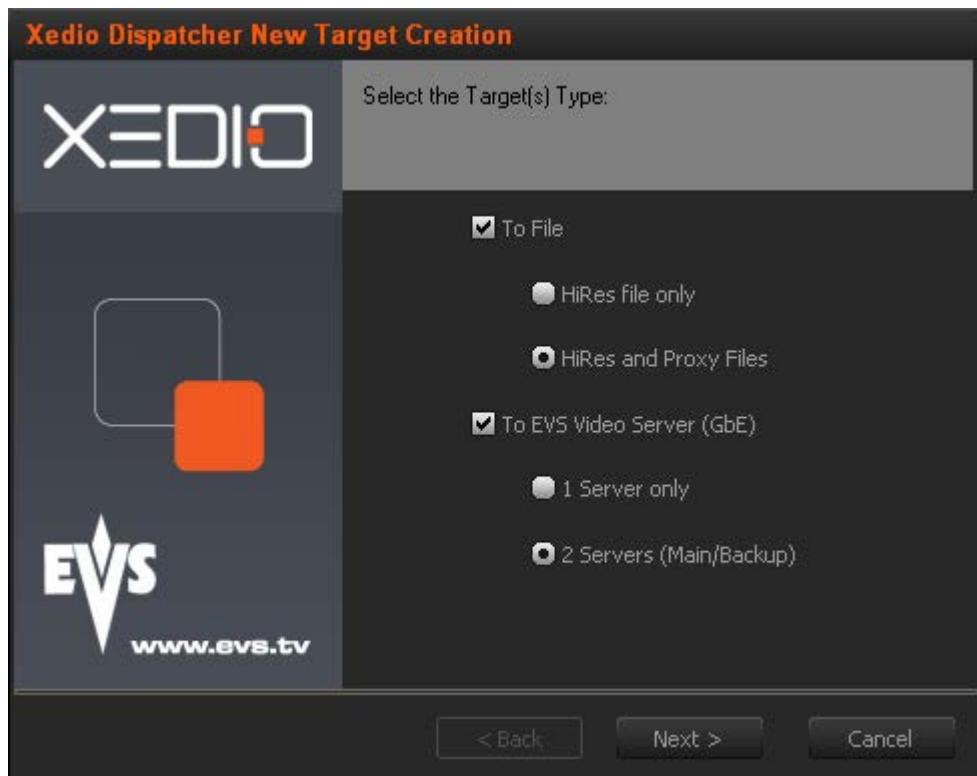 Xedio Dispatcher New Target Creation
XEDIO
Select the Target(s) Type:
To File
HiRes file only
HiRes and Proxy Files
To EVS Video Server (GbE)
1 Server only
2 Servers (Main/Backup)
EVS
www.evs.tv
< Back
Next >
Cancel